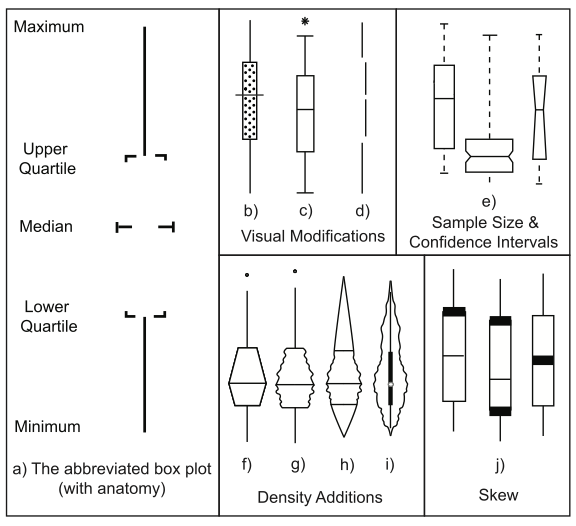 Maximum
Upper
Quartile
Median
Lower
Quartile
Minimum
a) The abbreviated box plot
(with anatomy)
b)
c)
d)
Visual Modifications
e)
Sample Size &
Confidence Intervals
f)
g)
h)
i)
Density Additions
j)
Skew